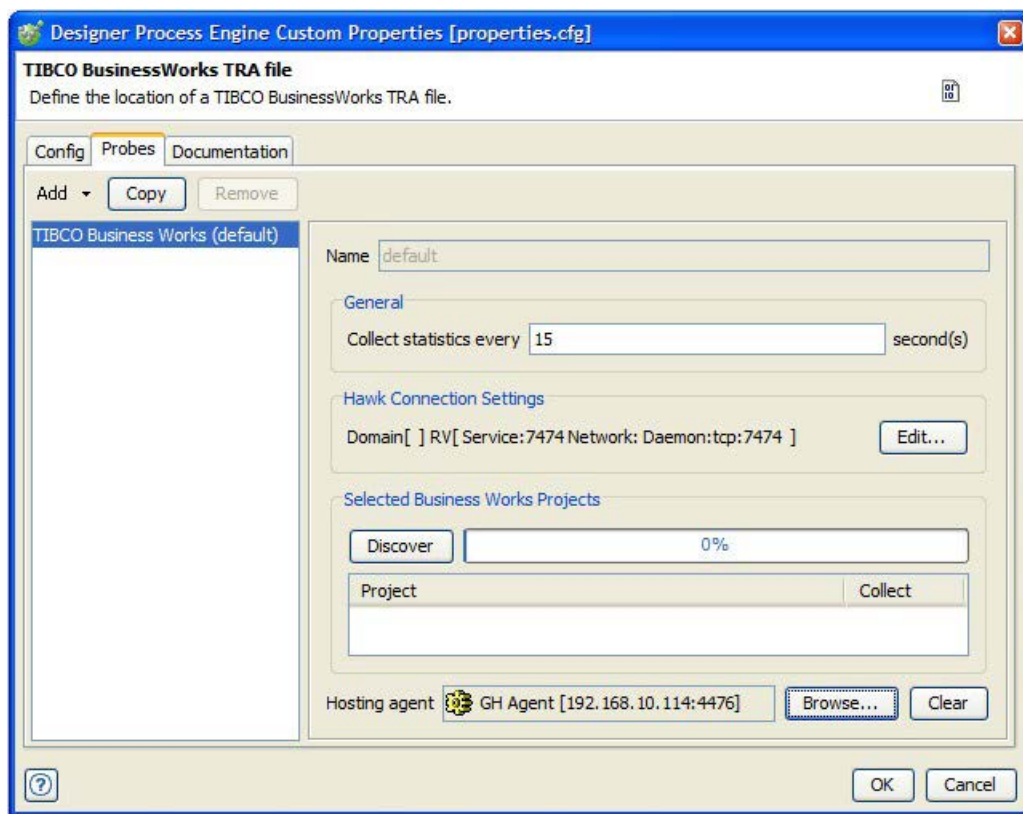 Designer Process Engine Custom Properties [properties.cfg]
TIBCO BusinessWorks TRA file
Define the location of a TIBCO BusinessWorks TRA file.
Config Probes Documentation
Add Copy Remove
TIBCO Business Works (default)
Name default
General
Collect statistics every 15 second(s)
Hawk Connection Settings
Domain[ ] RV[ Service:7474 Network: Daemon:tcp:7474 ] Edit...
Selected Business Works Projects
Discover 0%
Project Collect
Hosting agent GH Agent [192.168.10.114:4476] Browse... Clear
? OK Cancel